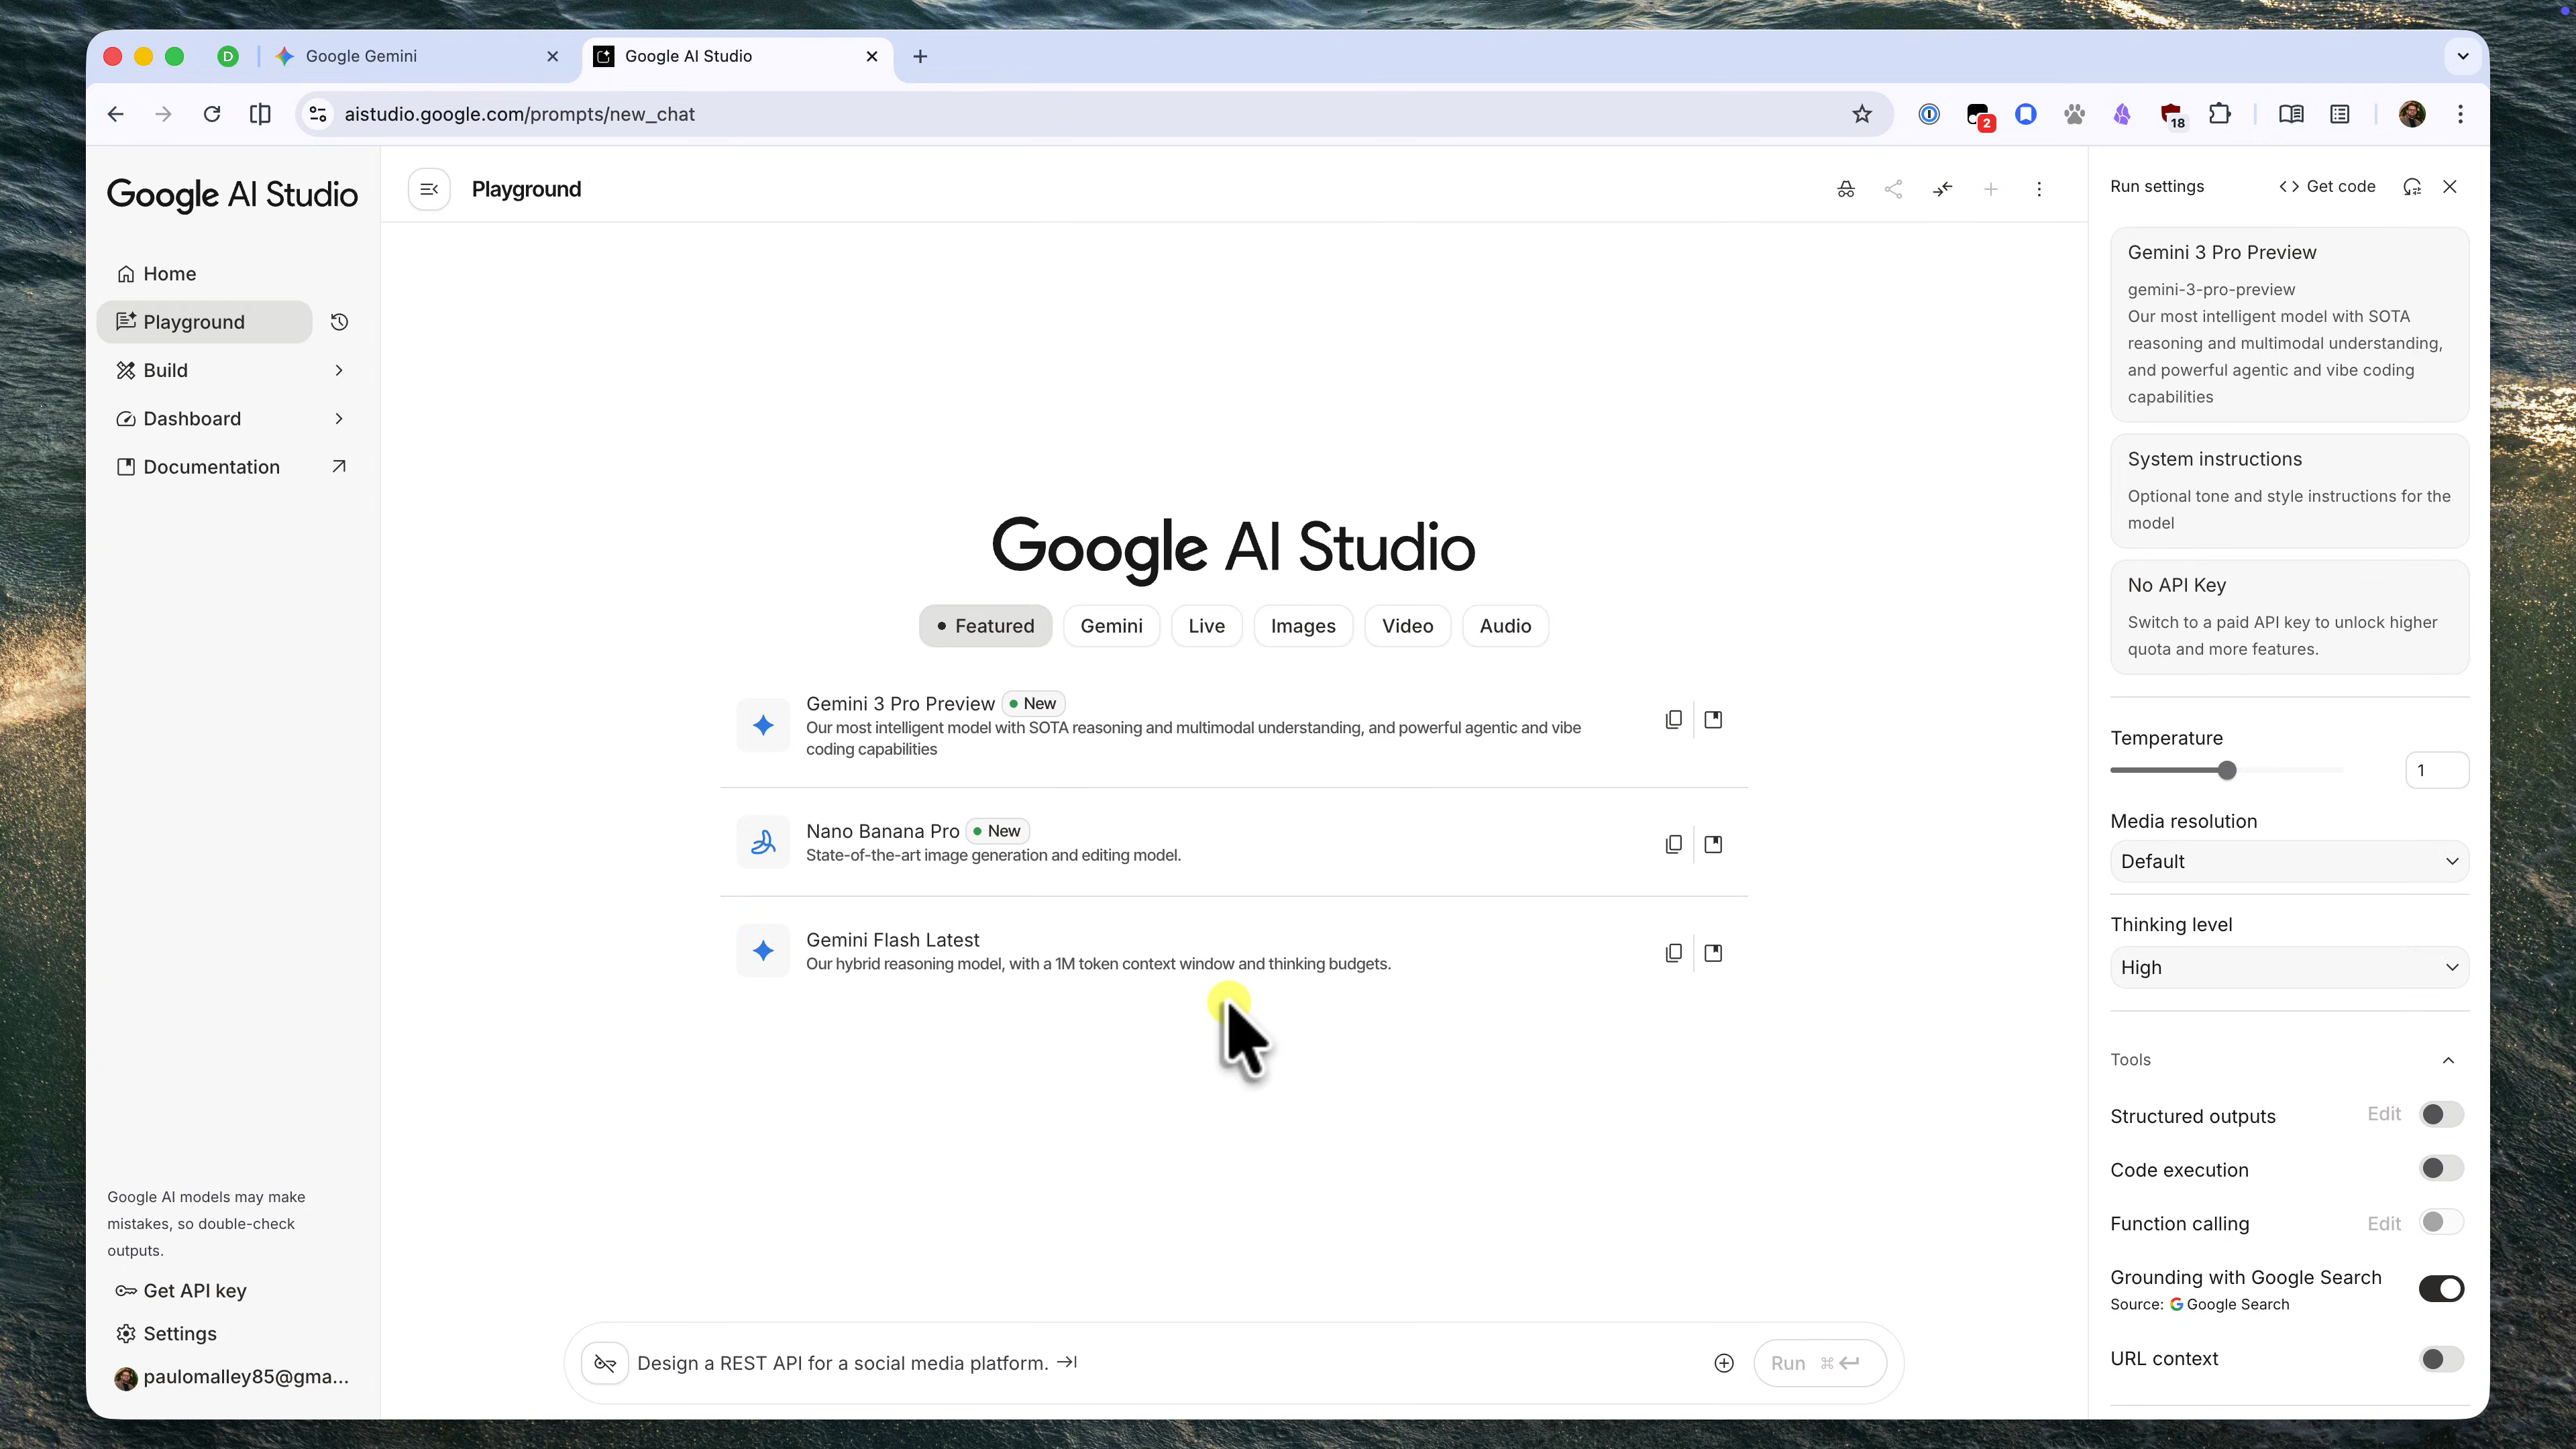 D
Google Gemini
Google AI Studio
aistudio.google.com/prompts/new_chat
2
18
Google AI Studio
Home
Playground
Build
Dashboard
Documentation
Google AI models may make
mistakes, so double-check
outputs.
Get API key
Settings
paulomalley85@gma...
Playground
Google AI Studio
Featured
Gemini
Live
Images
Video
Audio
Gemini 3 Pro Preview New
Our most intelligent model with SOTA reasoning and multimodal understanding, and powerful agentic and vibe
coding capabilities
Nano Banana Pro New
State-of-the-art image generation and editing model.
Gemini Flash Latest
Our hybrid reasoning model, with a 1M token context window and thinking budgets.
Design a REST API for a social media platform.
Run ⌘
Run settings
Get code
Gemini 3 Pro Preview
gemini-3-pro-preview
Our most intelligent model with SOTA
reasoning and multimodal understanding,
and powerful agentic and vibe coding
capabilities
System instructions
Optional tone and style instructions for the
model
No API Key
Switch to a paid API key to unlock higher
quota and more features.
Temperature
1
Media resolution
Default
Thinking level
High
Tools
Structured outputs Edit
Code execution
Function calling Edit
Grounding with Google Search
Source: G Google Search
URL context